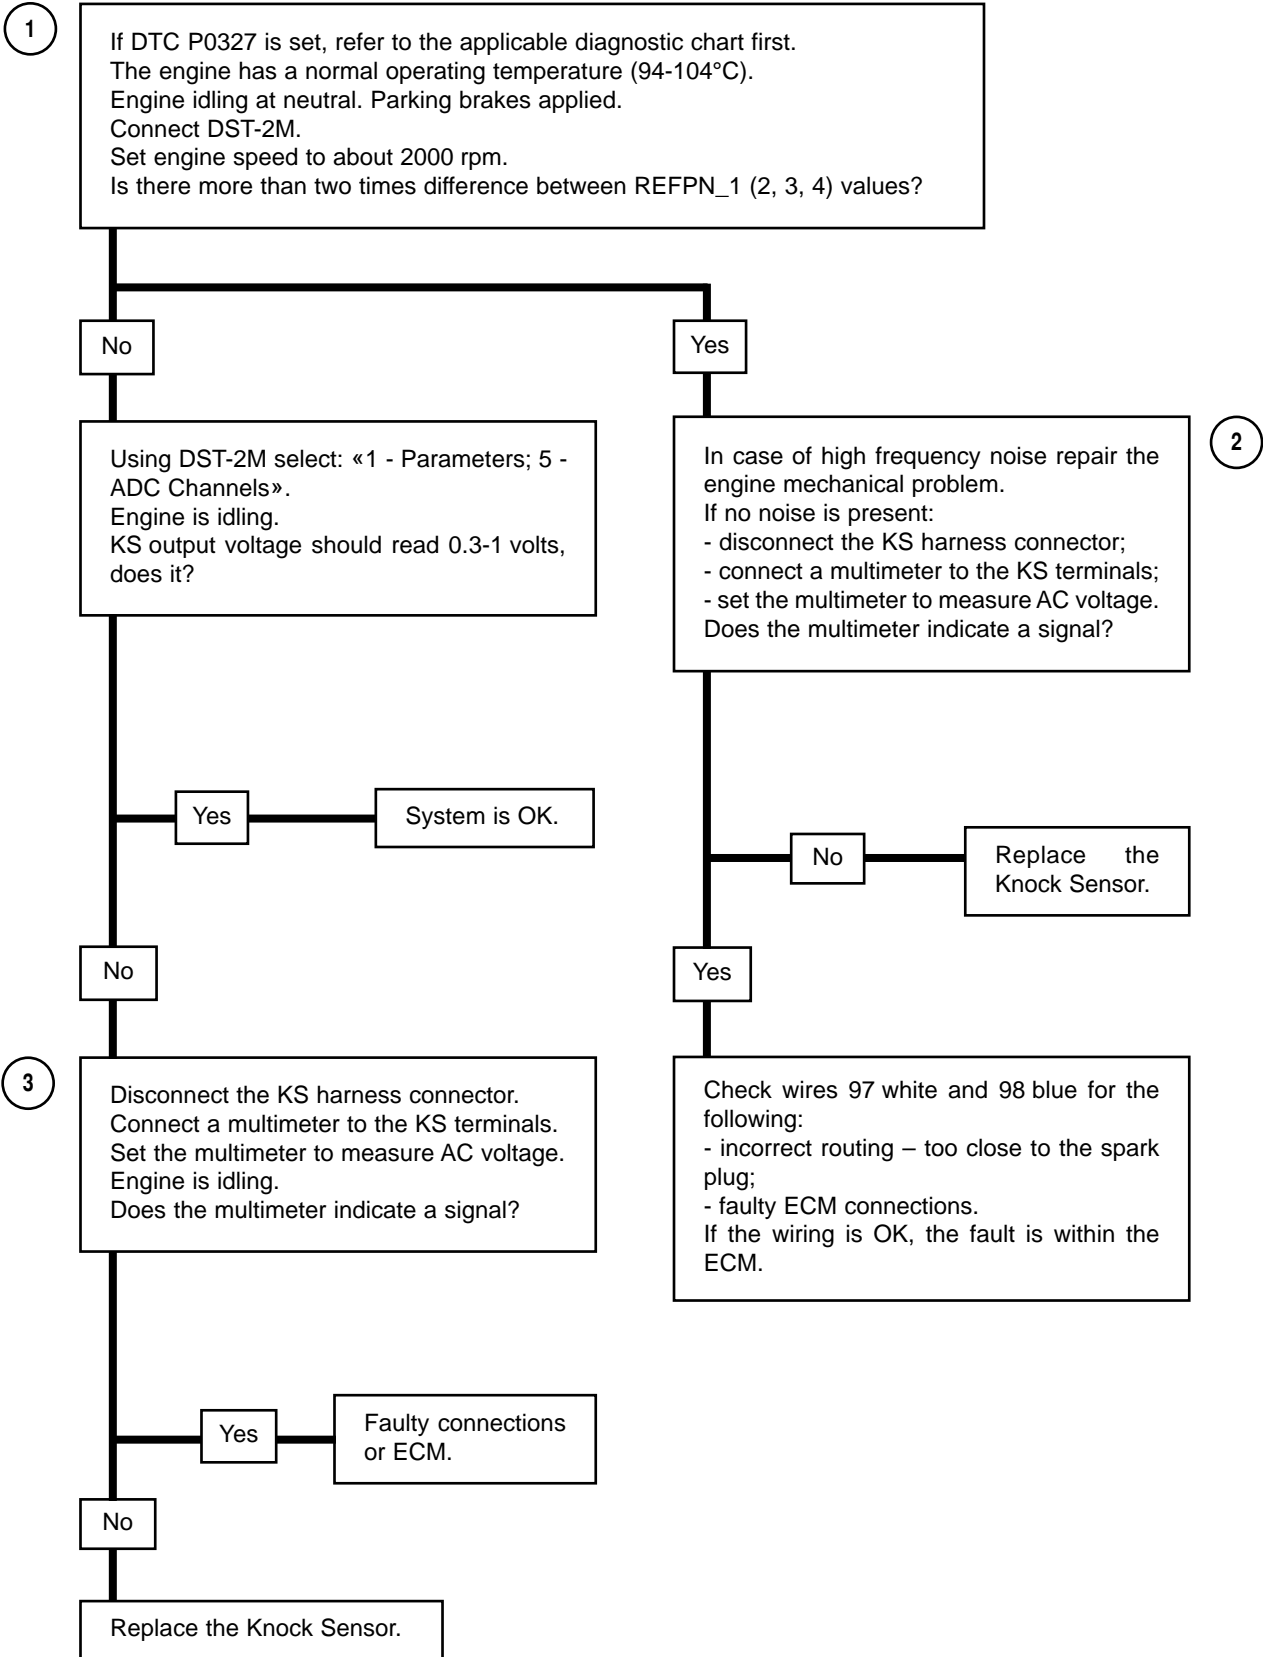 1
If DTC P0327 is set, refer to the applicable diagnostic chart first.
The engine has a normal operating temperature (94-104°C).
Engine idling at neutral. Parking brakes applied.
Connect DST-2M.
Set engine speed to about 2000 rpm.
Is there more than two times difference between REFPN_1 (2, 3, 4) values?
No
Yes
Using DST-2M select: «1 - Parameters; 5 -
ADC Channels».
Engine is idling.
KS output voltage should read 0.3-1 volts,
does it?
2
In case of high frequency noise repair the
engine mechanical problem.
If no noise is present:
- disconnect the KS harness connector;
- connect a multimeter to the KS terminals;
- set the multimeter to measure AC voltage.
Does the multimeter indicate a signal?
Yes
System is OK.
No
Replace the
Knock Sensor.
No
Yes
3
Disconnect the KS harness connector.
Connect a multimeter to the KS terminals.
Set the multimeter to measure AC voltage.
Engine is idling.
Does the multimeter indicate a signal?
Check wires 97 white and 98 blue for the
following:
- incorrect routing – too close to the spark
plug;
- faulty ECM connections.
If the wiring is OK, the fault is within the
ECM.
Yes
Faulty connections
or ECM.
No
Replace the Knock Sensor.